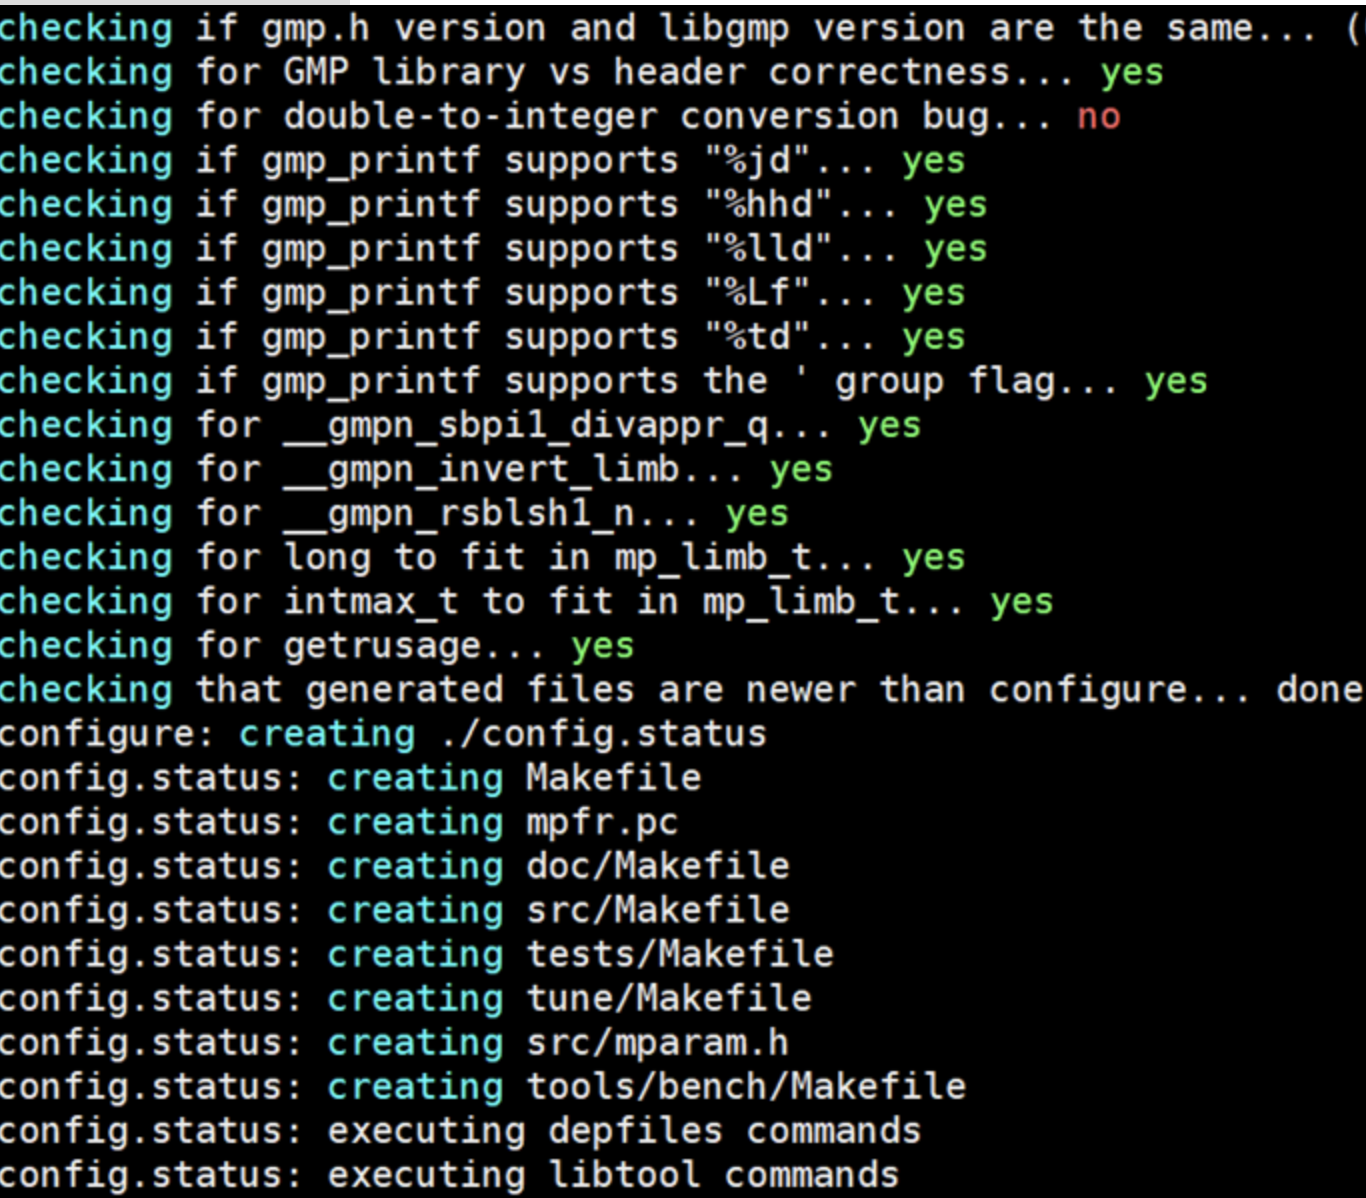 checking if gmp.h version and libgmp version are the same... (
checking for GMP library vs header correctness... yes
checking for double-to-integer conversion bug... no
checking if gmp_printf supports "%jd"... yes
checking if gmp_printf supports "%hhd"... yes
checking if gmp_printf supports "%lld"... yes
checking if gmp_printf supports "%Lf"... yes
checking if gmp_printf supports "%td"... yes
checking if gmp_printf supports the ' group flag... yes
checking for __gmpn_sbpi1_divappr_q... yes
checking for __gmpn_invert_limb... yes
checking for __gmpn_rsblsh1_n... yes
checking for long to fit in mp_limb_t... yes
checking for intmax_t to fit in mp_limb_t... yes
checking for getrusage... yes
checking that generated files are newer than configure... done
configure: creating ./config.status
config.status: creating Makefile
config.status: creating mpfr.pc
config.status: creating doc/Makefile
config.status: creating src/Makefile
config.status: creating tests/Makefile
config.status: creating tune/Makefile
config.status: creating src/mparam.h
config.status: creating tools/bench/Makefile
config.status: executing depfiles commands
config.status: executing libtool commands